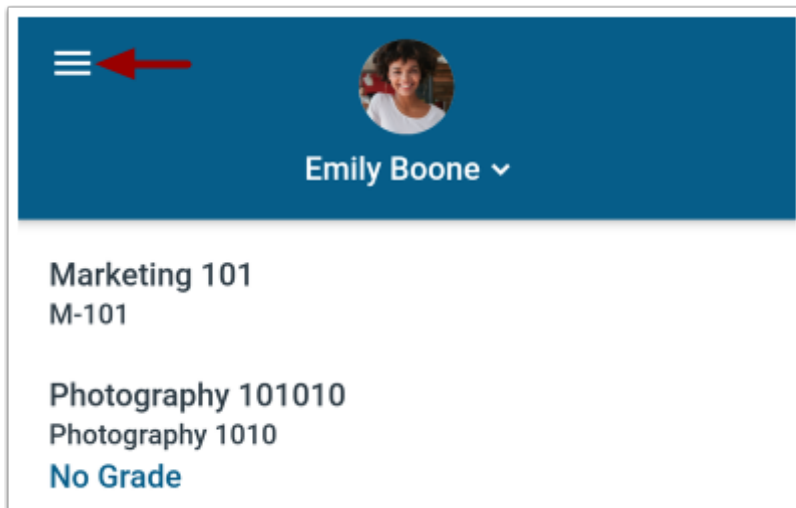 Emily Boone
Marketing 101
M-101
Photography 101010
Photography 1010
No Grade